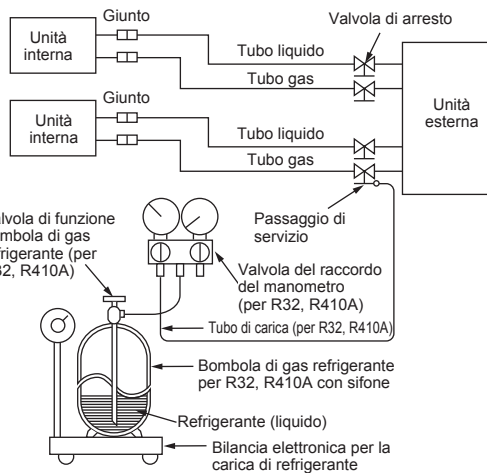 Unità
interna
Giunto
Tubo liquido
Tubo gas
Valvola di arresto
Unità
esterna
Unità
interna
Giunto
Tubo liquido
Tubo gas
Passaggio di
servizio
di funzione
di gas
(per
R410A)
Valvola del raccordo
del manometro
(per R32, R410A)
Tubo di carica (per R32, R410A)
Bombola di gas refrigerante
per R32, R410A con sifone
Refrigerante (liquido)
Bilancia elettronica per la
carica di refrigerante